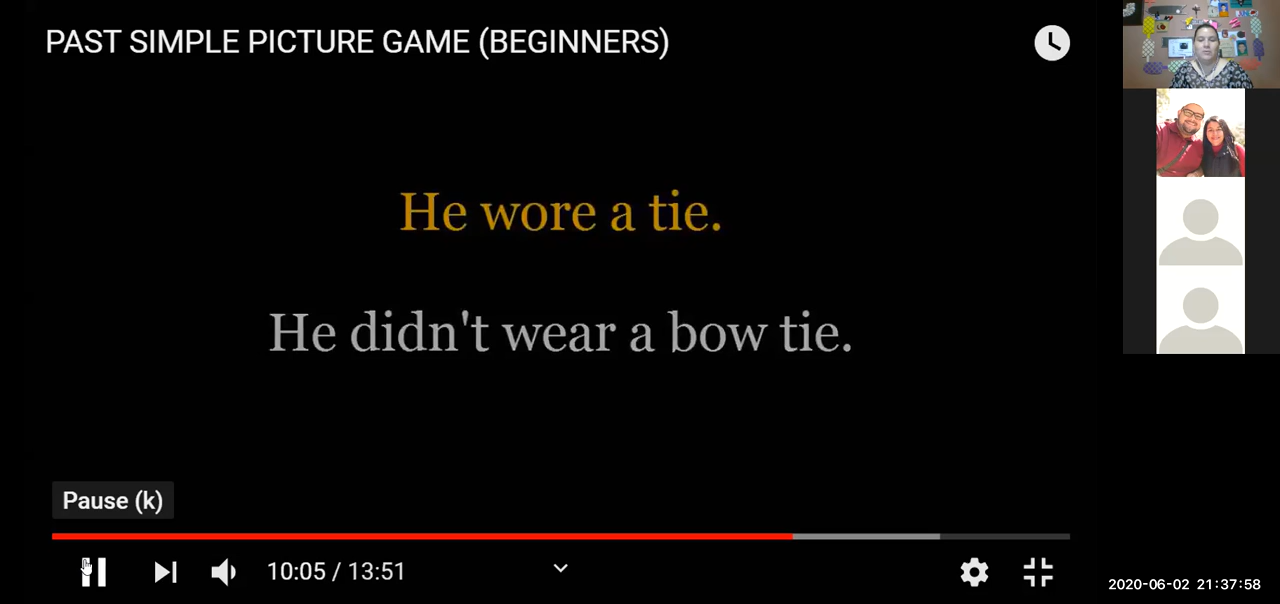 PAST SIMPLE PICTURE GAME (BEGINNERS)
He wore a tie.
He didn't wear a bow tie.
Pause (k)
10:05 / 13:51
2020-06-02 21:37:58